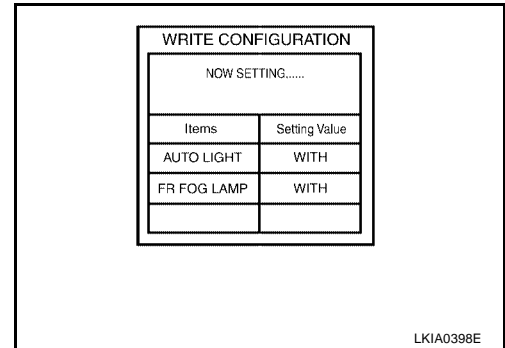 WRITE CONFIGURATION
NOW SETTING......
Items Setting Value
AUTO LIGHT WITH
FR FOG LAMP WITH
LKIA0398E